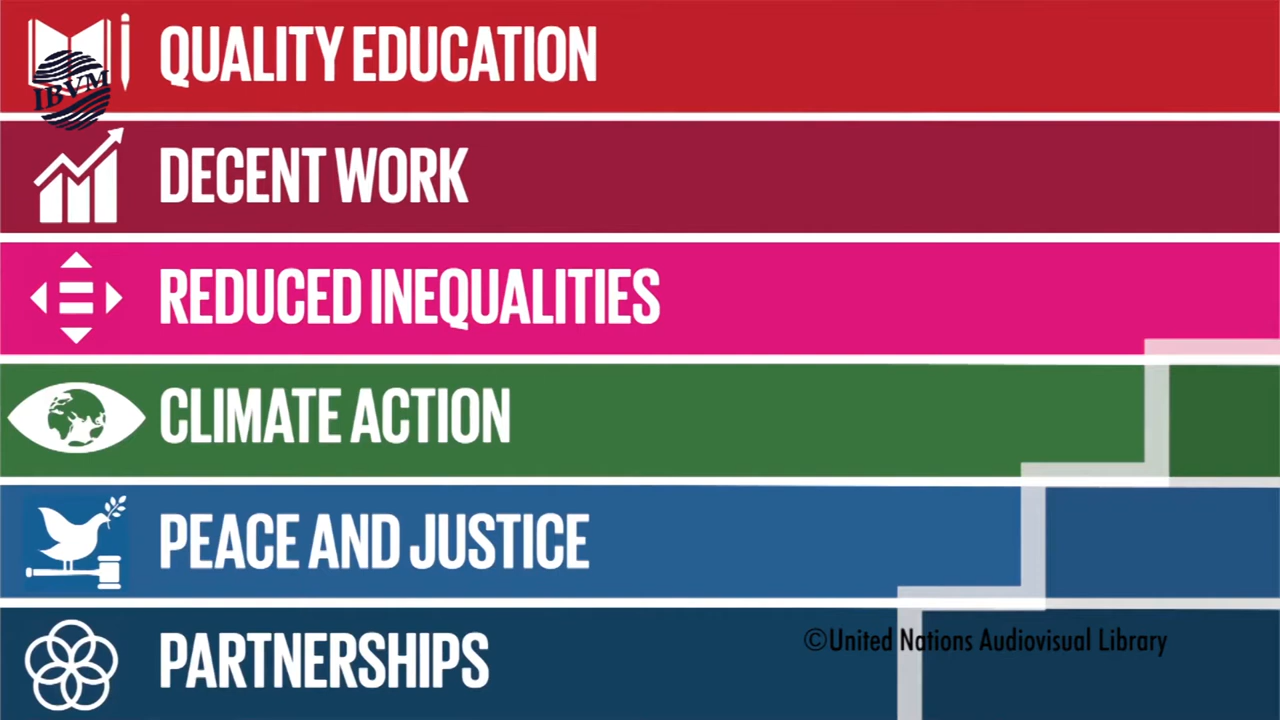 QUALITY EDUCATION
IBVM
DECENT WORK
REDUCED INEQUALITIES
CLIMATE ACTION
PEACE AND JUSTICE
PARTNERSHIPS
©United Nations Audiovisual Library